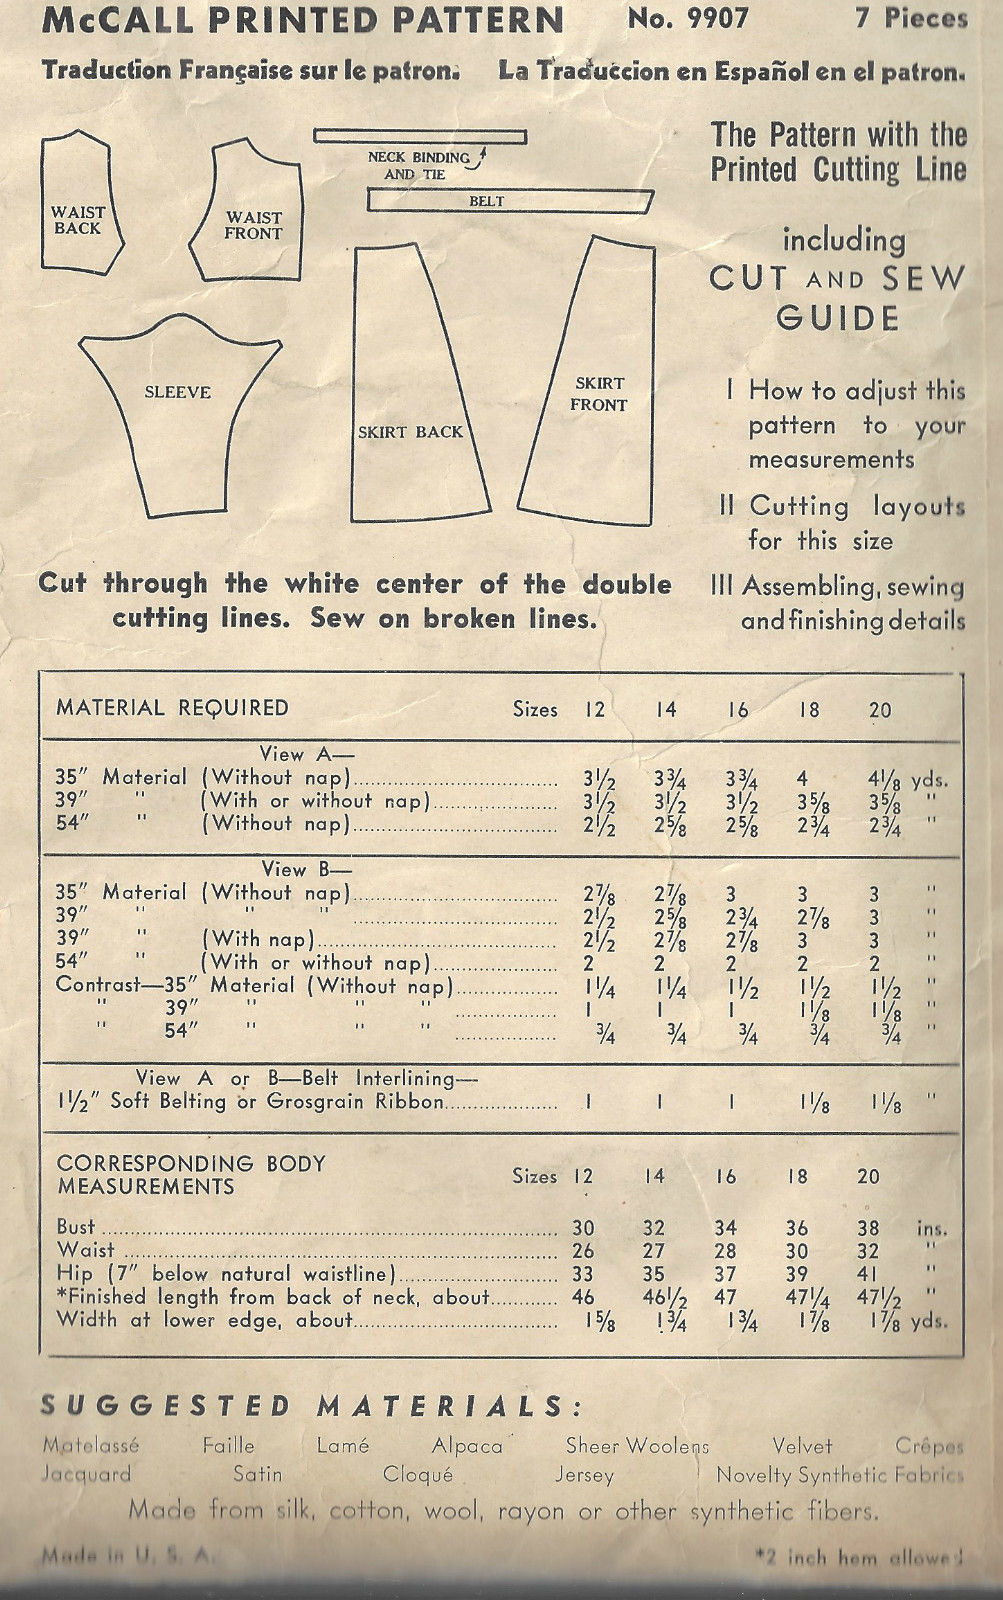 McCALL PRINTED PATTERN No. 9907 7 Pieces
Traduction Française sur le patron. La Traduccion en Español en el patron.
WAIST
BACK
WAIST
FRONT
NECK BINDING
AND TIE
BELT
SLEEVE
SKIRT BACK
SKIRT
FRONT
The Pattern with the
Printed Cutting Line
including
CUT AND SEW
GUIDE
I How to adjust this
pattern to your
measurements
II Cutting layouts
for this size
III Assembling, sewing
and finishing details
Cut through the white center of the double
cutting lines. Sew on broken lines.
MATERIAL REQUIRED Sizes 12 14 16 18 20
View A—
35" Material (Without nap) 3½ 3¾ 3¾ 4 4⅛ yds.
39" " (With or without nap) 3½ 3½ 3½ 3⅝ 3⅝ "
54" " (Without nap) 2½ 2⅝ 2⅝ 2¾ 2¾ "
View B—
35" Material (Without nap) 2⅞ 2⅞ 3 3 3 "
39" " " " 2½ 2⅝ 2¾ 2⅞ 3 "
39" " (With nap) 2½ 2⅞ 2⅞ 3 3 "
54" " (With or without nap) 2 2 2 2 2 "
Contrast—35" Material (Without nap) 1¼ 1¼ 1½ 1½ 1½ "
" 39" " " " 1 1 1 1⅛ 1⅛ "
" 54" " " " ¾ ¾ ¾ ¾ ¾ "
View A or B—Belt Interlining—
1½" Soft Belting or Grosgrain Ribbon 1 1 1 1⅛ 1⅛ "
CORRESPONDING BODY
MEASUREMENTS Sizes 12 14 16 18 20
Bust 30 32 34 36 38 ins.
Waist 26 27 28 30 32 "
Hip (7" below natural waistline) 33 35 37 39 41 "
*Finished length from back of neck, about 46 46½ 47 47¼ 47½ "
Width at lower edge, about 1⅝ 1¾ 1¾ 1⅞ 1⅞ yds.
SUGGESTED MATERIALS:
Matelassé Faille Lamé Alpaca Sheer Woolens Velvet Crêpes
Jacquard Satin Cloqué Jersey Novelty Synthetic Fabrics
Made from silk, cotton, wool, rayon or other synthetic fibers.
Made in U. S. A. *2 inch hem allowed